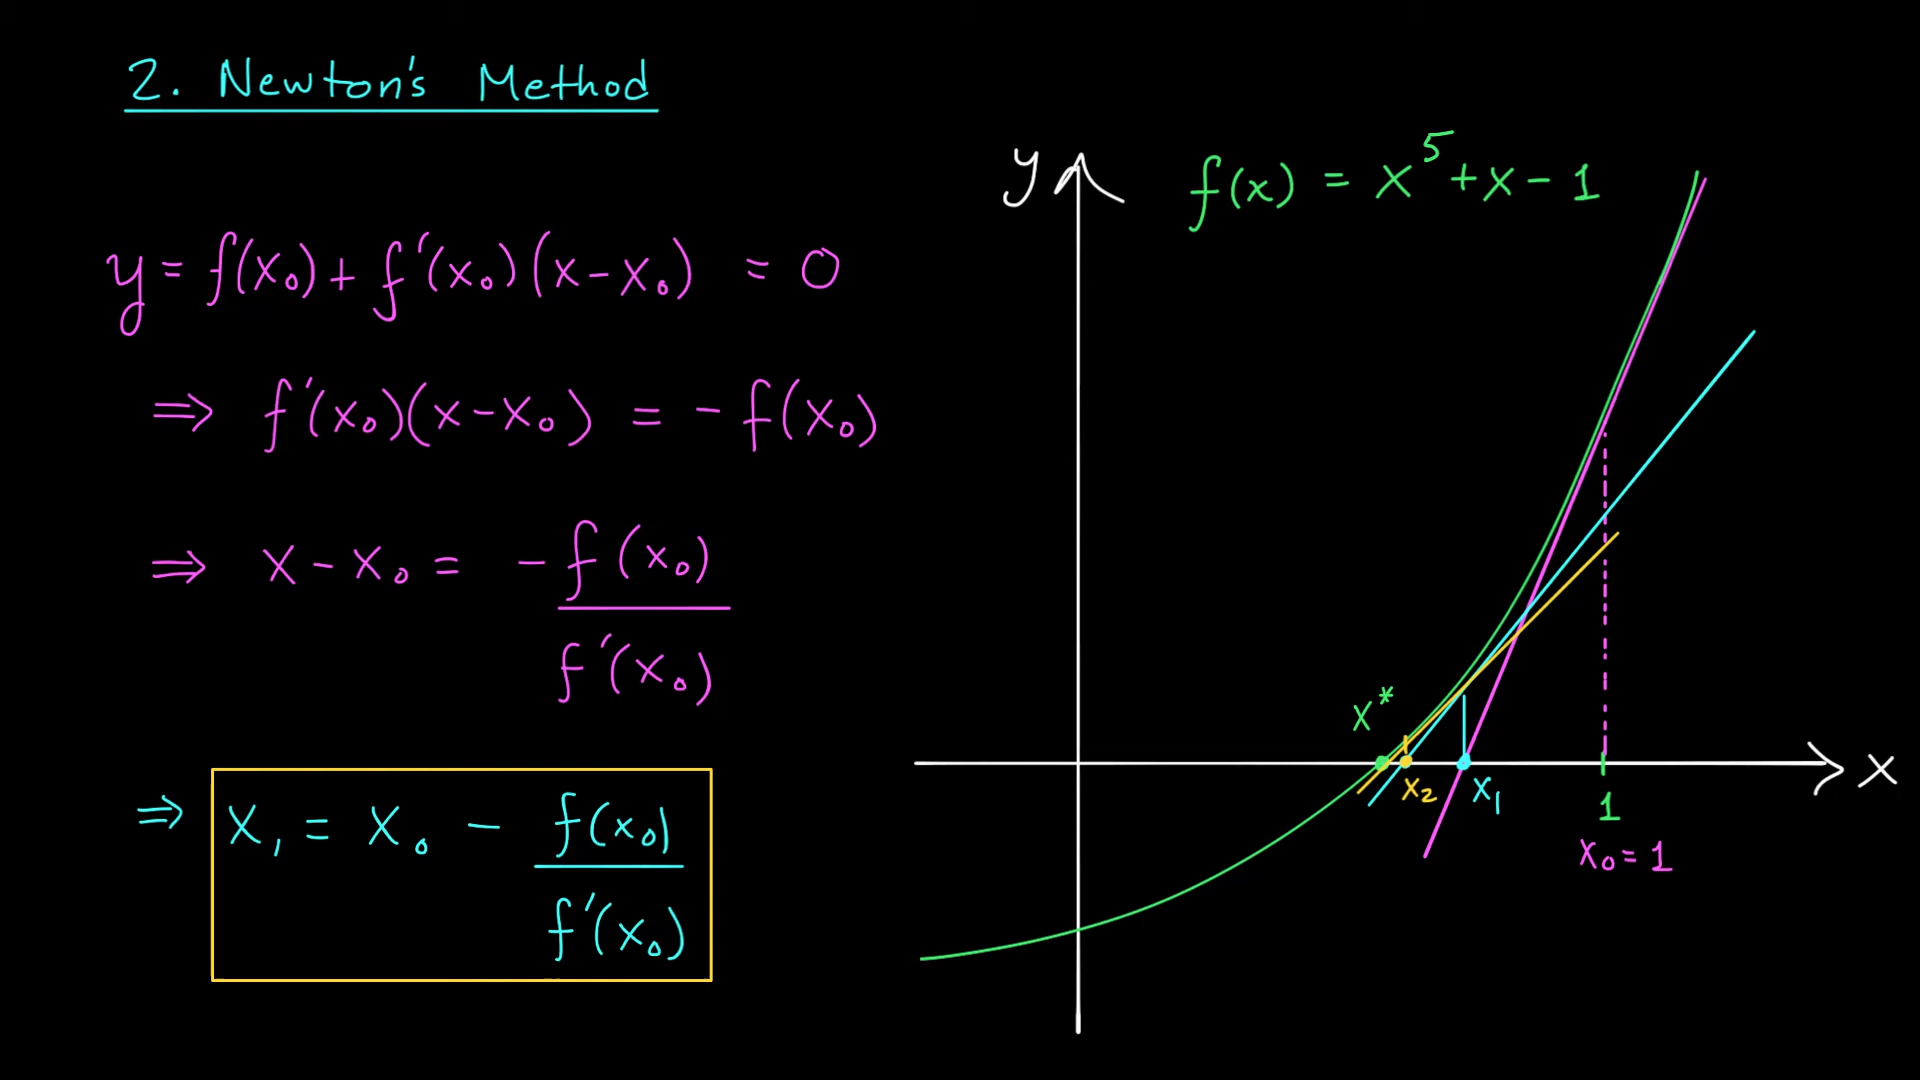 2. Newton's Method
y = f(x₀) + f'(x₀)(x - x₀) = 0
⇒ f'(x₀)(x - x₀) = - f(x₀)
⇒ x - x₀ = - f(x₀) / f'(x₀)
⇒ x₁ = x₀ - f(x₀) / f'(x₀)
y
f(x) = x⁵ + x - 1
x*
x₂
x₁
x
1
x₀ = 1